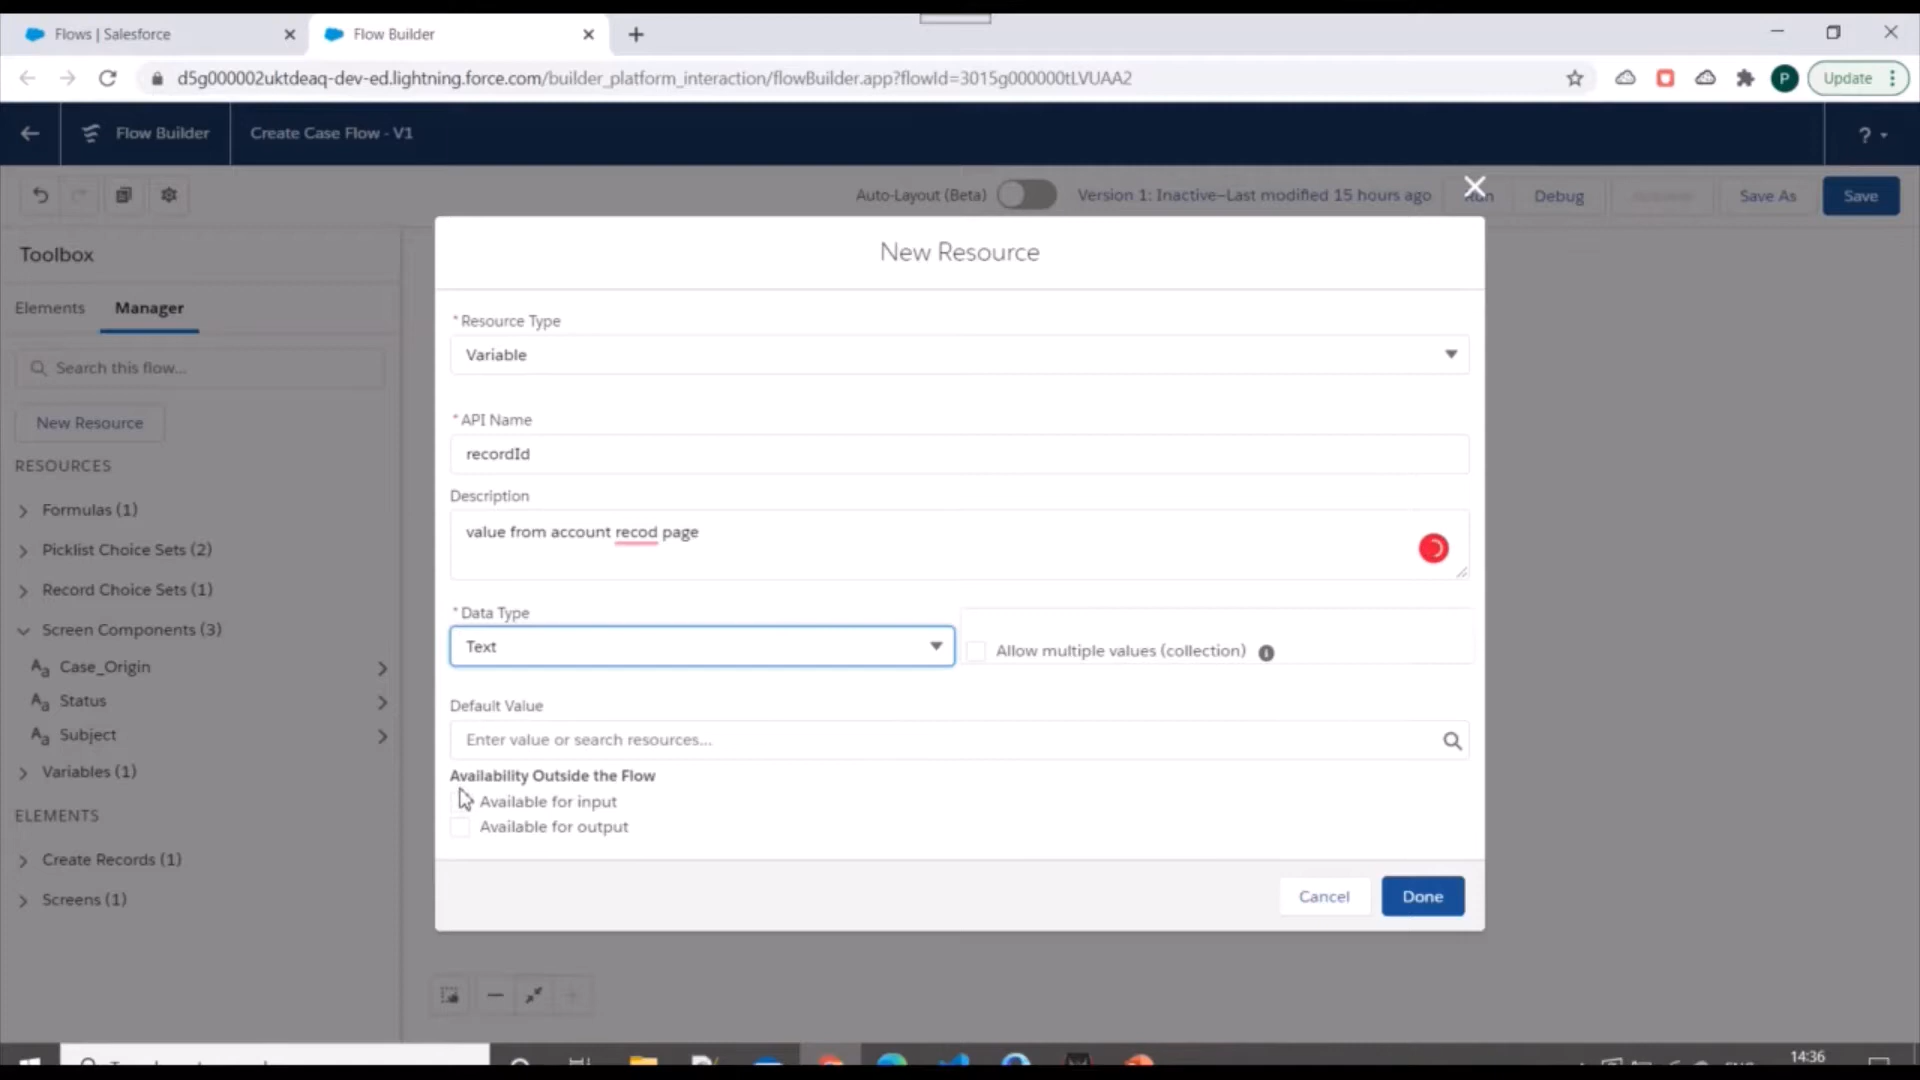 Flows | Salesforce
Flow Builder
d5g000002uktdeaq-dev-ed.lightning.force.com/builder_platform_interaction/flowBuilder.app?flowId=3015g000000tLVUAA2
P
Update
Flow Builder
Create Case Flow - V1
?
Auto-Layout (Beta)
Version 1: Inactive—Last modified 15 hours ago
Run
Debug
Save As
Save
Toolbox
Elements
Manager
Search this flow...
New Resource
RESOURCES
Formulas (1)
Picklist Choice Sets (2)
Record Choice Sets (1)
Screen Components (3)
Aa Case_Origin
Aa Status
Aa Subject
Variables (1)
ELEMENTS
Create Records (1)
Screens (1)
New Resource
* Resource Type
Variable
* API Name
recordId
Description
value from account recod page
* Data Type
Text
Allow multiple values (collection)
Default Value
Enter value or search resources...
Availability Outside the Flow
Available for input
Available for output
Cancel
Done
14:36